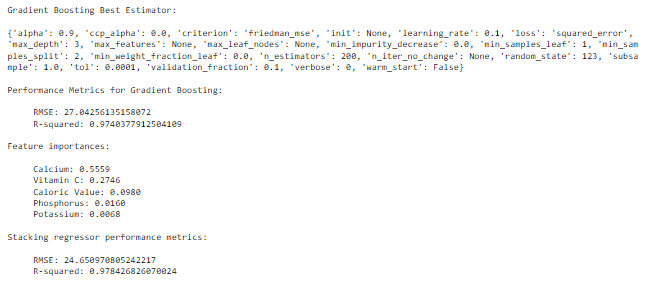 Gradient Boosting Best Estimator:
{'alpha': 0.9, 'ccp_alpha': 0.0, 'criterion': 'friedman_mse', 'init': None, 'learning_rate': 0.1, 'loss': 'squared_error',
'max_depth': 3, 'max_features': None, 'max_leaf_nodes': None, 'min_impurity_decrease': 0.0, 'min_samples_leaf': 1, 'min_sam
ples_split': 2, 'min_weight_fraction_leaf': 0.0, 'n_estimators': 200, 'n_iter_no_change': None, 'random_state': 123, 'subsa
mple': 1.0, 'tol': 0.0001, 'validation_fraction': 0.1, 'verbose': 0, 'warm_start': False}
Performance Metrics for Gradient Boosting:
RMSE: 27.04256135158072
R-squared: 0.9740377912504109
Feature importances:
Calcium: 0.5559
Vitamin C: 0.2746
Caloric Value: 0.0980
Phosphorus: 0.0160
Potassium: 0.0068
Stacking regressor performance metrics:
RMSE: 24.650970805242217
R-squared: 0.978426826070024